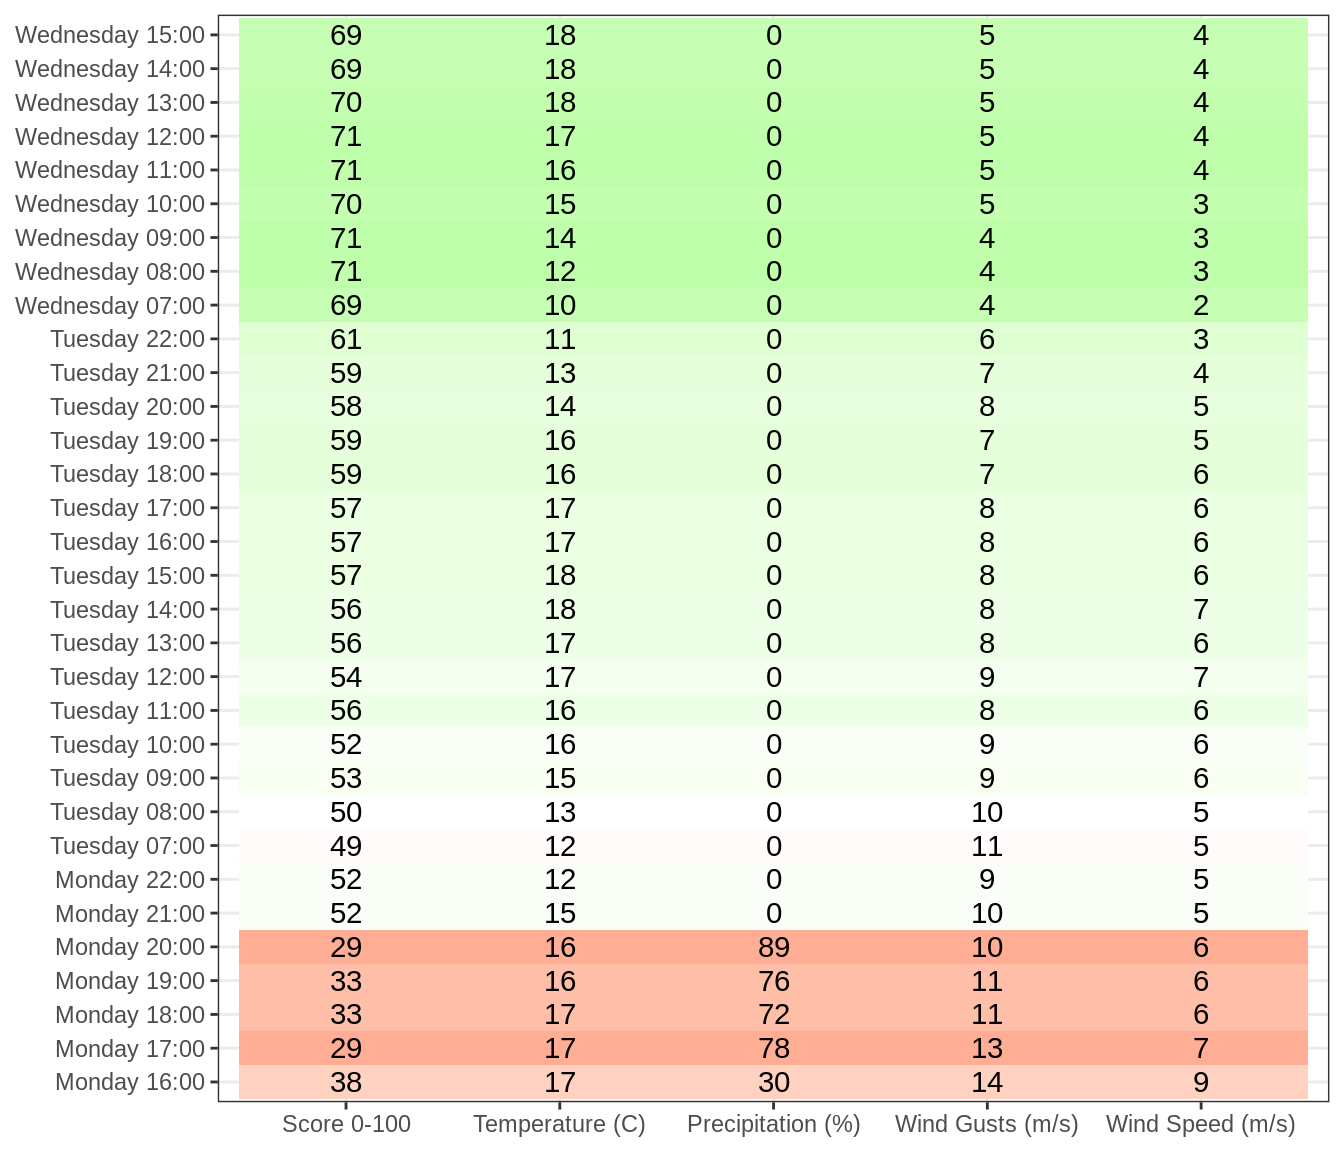 Wednesday 15:00 69 18 0 5 4
Wednesday 14:00 69 18 0 5 4
Wednesday 13:00 70 18 0 5 4
Wednesday 12:00 71 17 0 5 4
Wednesday 11:00 71 16 0 5 4
Wednesday 10:00 70 15 0 5 3
Wednesday 09:00 71 14 0 4 3
Wednesday 08:00 71 12 0 4 3
Wednesday 07:00 69 10 0 4 2
Tuesday 22:00 61 11 0 6 3
Tuesday 21:00 59 13 0 7 4
Tuesday 20:00 58 14 0 8 5
Tuesday 19:00 59 16 0 7 5
Tuesday 18:00 59 16 0 7 6
Tuesday 17:00 57 17 0 8 6
Tuesday 16:00 57 17 0 8 6
Tuesday 15:00 57 18 0 8 6
Tuesday 14:00 56 18 0 8 7
Tuesday 13:00 56 17 0 8 6
Tuesday 12:00 54 17 0 9 7
Tuesday 11:00 56 16 0 8 6
Tuesday 10:00 52 16 0 9 6
Tuesday 09:00 53 15 0 9 6
Tuesday 08:00 50 13 0 10 5
Tuesday 07:00 49 12 0 11 5
Monday 22:00 52 12 0 9 5
Monday 21:00 52 15 0 10 5
Monday 20:00 29 16 89 10 6
Monday 19:00 33 16 76 11 6
Monday 18:00 33 17 72 11 6
Monday 17:00 29 17 78 13 7
Monday 16:00 38 17 30 14 9
Score 0-100 Temperature (C) Precipitation (%) Wind Gusts (m/s) Wind Speed (m/s)